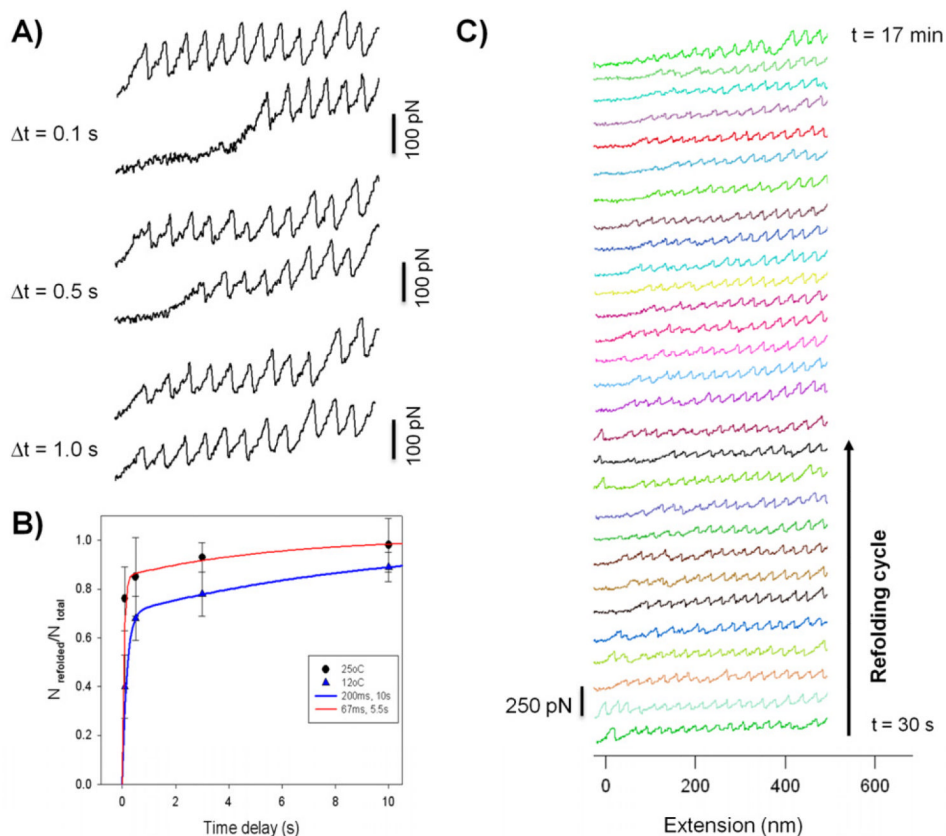 A)
Δt = 0.1 s
100 pN
Δt = 0.5 s
100 pN
Δt = 1.0 s
100 pN
B)
N refolded/N total
1.0
0.8
0.6
0.4
0.2
0.0
25oC
12oC
200ms, 10s
67ms, 5.5s
0 2 4 6 8 10
Time delay (s)
C)
t = 17 min
Refolding cycle
250 pN
t = 30 s
0 200 400 600
Extension (nm)